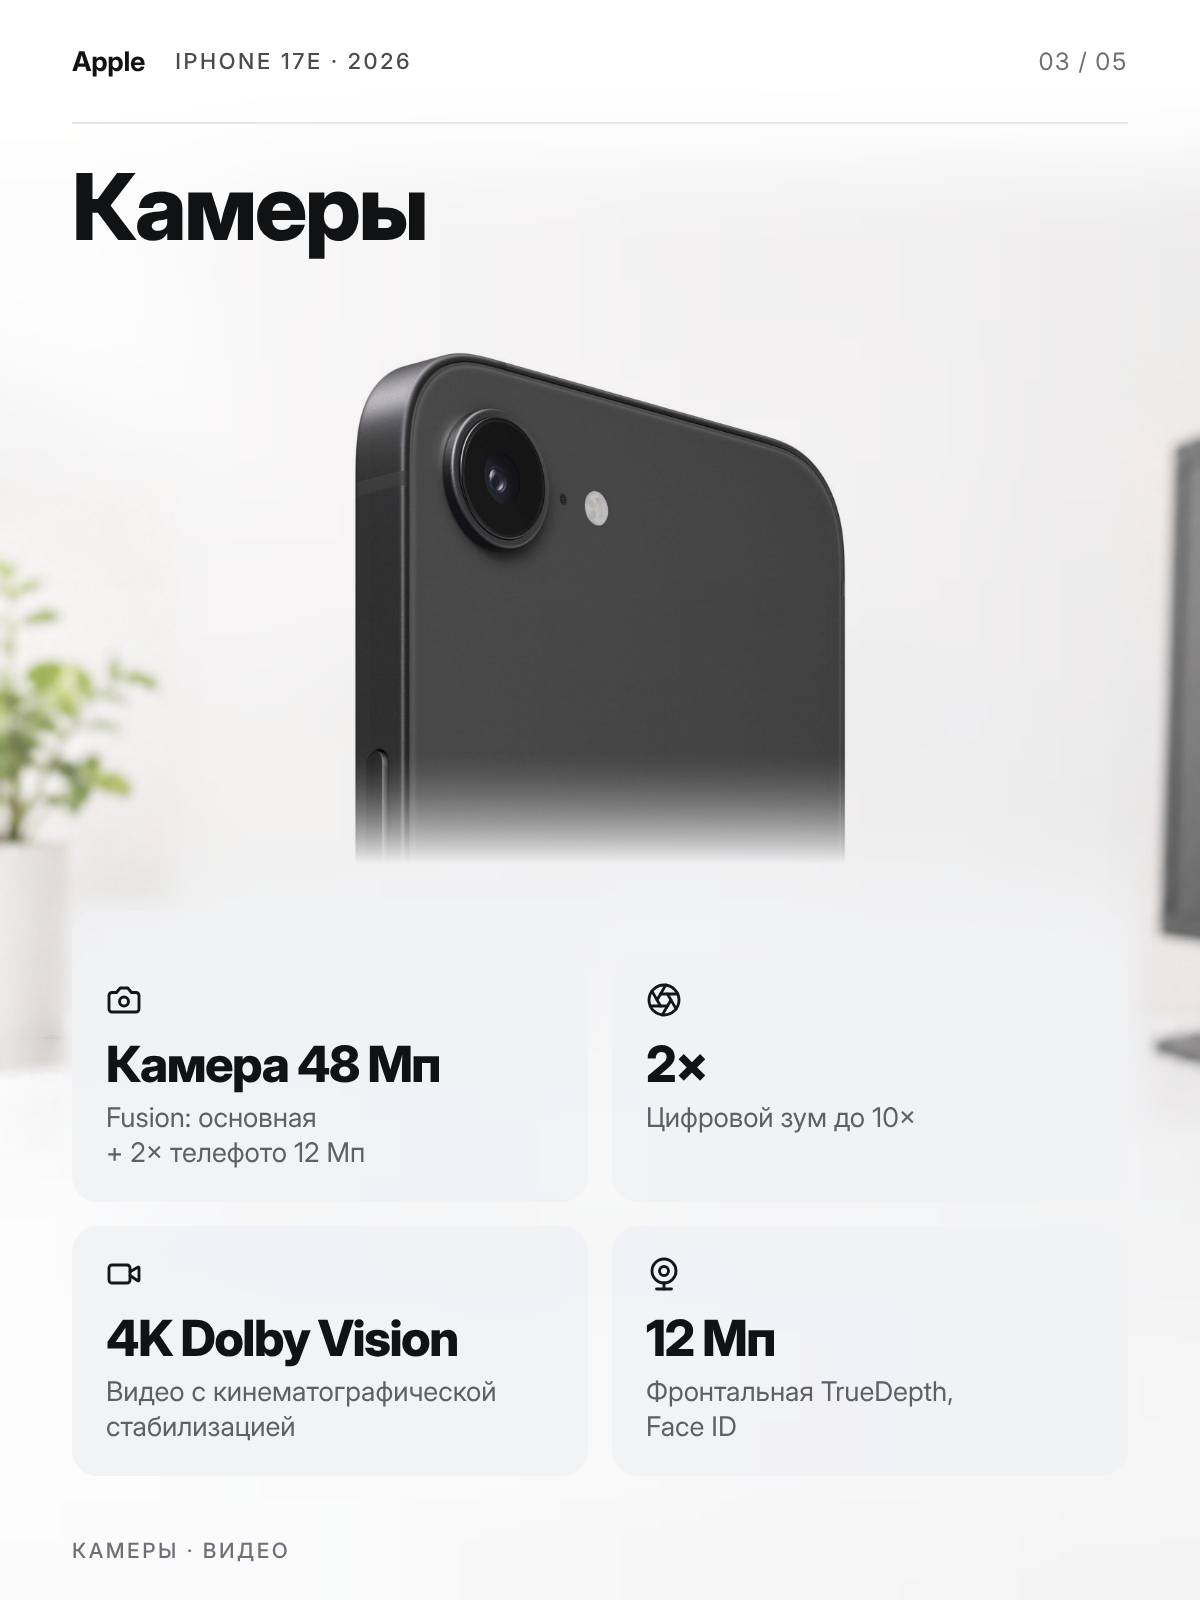 Apple IPHONE 17E · 2026 03 / 05
Камеры
Камера 48 Мп
Fusion: основная
+ 2× телефото 12 Мп
2×
Цифровой зум до 10×
4K Dolby Vision
Видео с кинематографической
стабилизацией
12 Мп
Фронтальная TrueDepth,
Face ID
КАМЕРЫ · ВИДЕО